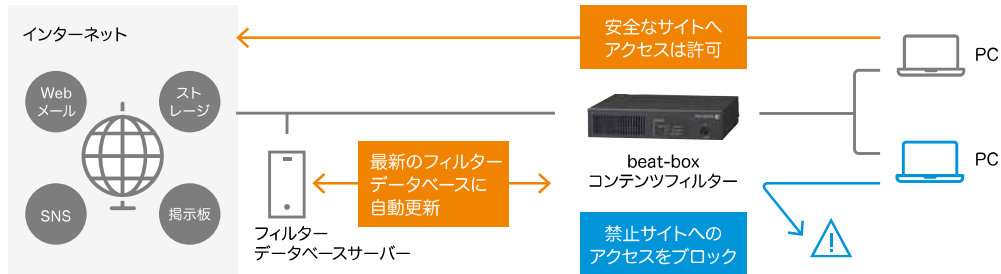 インターネット
Web
メール
スト
レージ
SNS
掲示板
フィルター
データベースサーバー
最新のフィルター
データベースに
自動更新
安全なサイトへ
アクセスは許可
beat-box
コンテンツフィルター
禁止サイトへの
アクセスをブロック
PC
PC